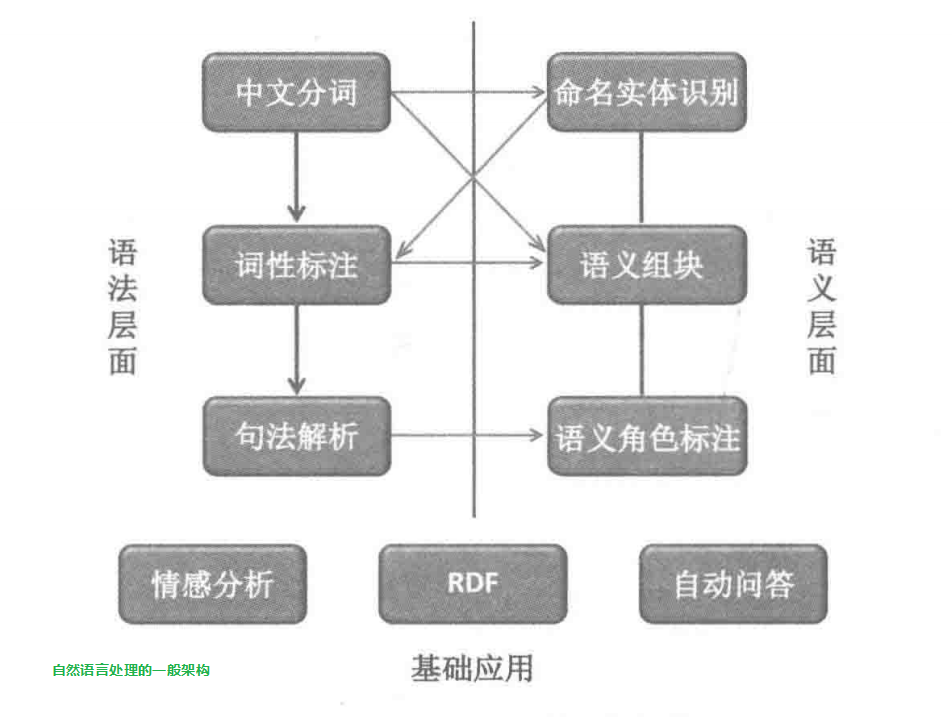 中文分词
命名实体识别
语法层面
词性标注
语义组块
语义层面
句法解析
语义角色标注
情感分析
RDF
自动问答
自然语言处理的一般架构
基础应用